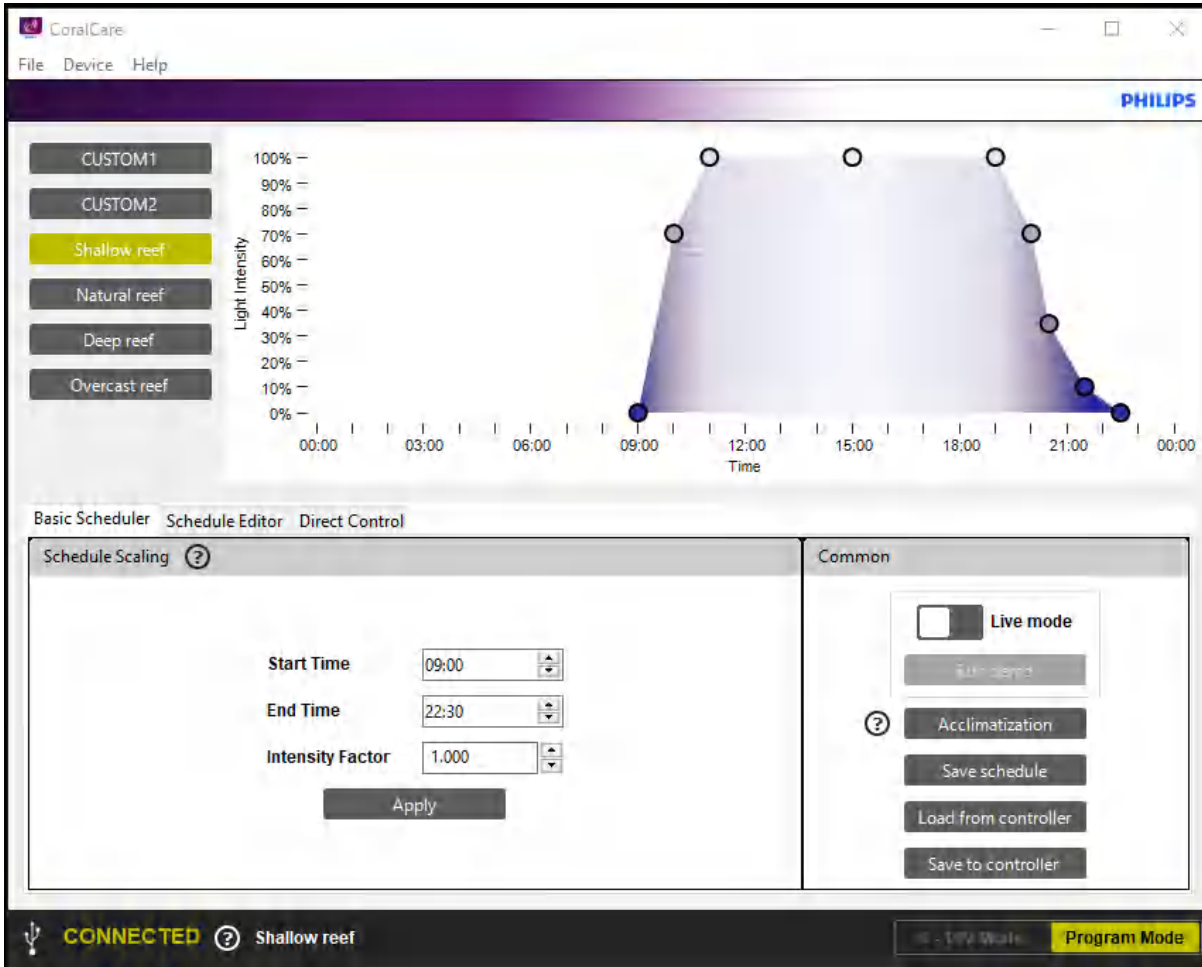 CoralCare
File Device Help
PHILIPS
CUSTOM1
CUSTOM2
Shallow reef
Natural reef
Deep reef
Overcast reef
Light Intensity
100%
90%
80%
70%
60%
50%
40%
30%
20%
10%
0%
00:00 03:00 06:00 09:00 12:00 15:00 18:00 21:00 00:00
Time
Basic Scheduler Schedule Editor Direct Control
Schedule Scaling ?
Start Time 09:00
End Time 22:30
Intensity Factor 1.000
Apply
Common
Live mode
? Acclimatization
Save schedule
Load from controller
Save to controller
CONNECTED ? Shallow reef
Program Mode